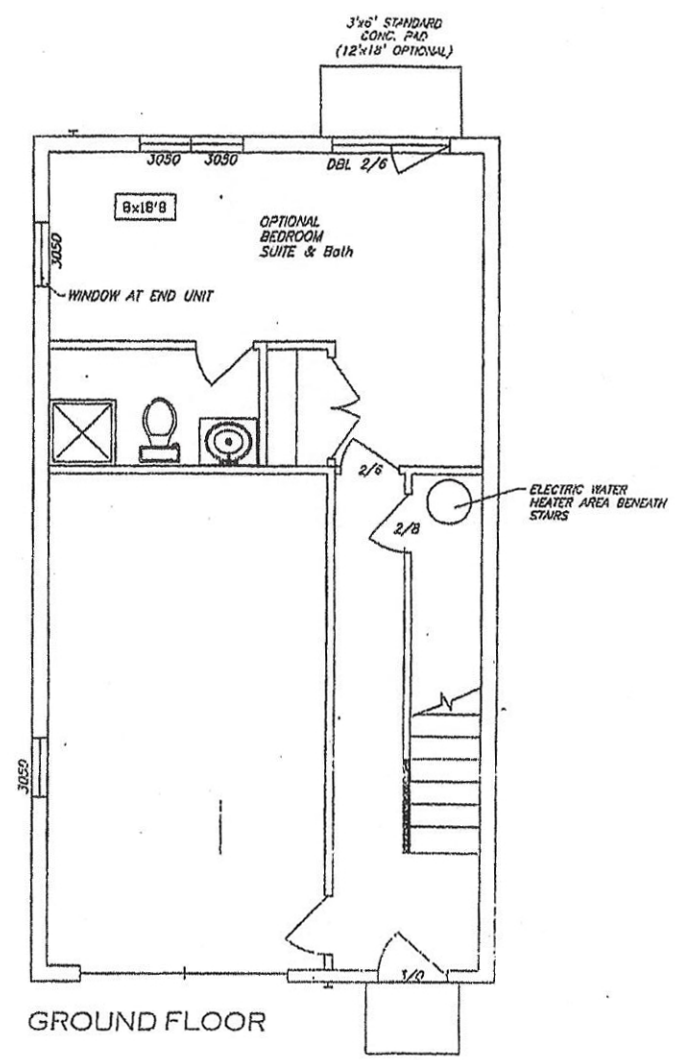 3'x6' STANDARD
CONC. PAD
(12'x18' OPTIONAL)
3050 3050
DBL 2/6
8x18'8
OPTIONAL
BEDROOM
SUITE & Bath
3050
WINDOW AT END UNIT
2/6
ELECTRIC WATER
HEATER AREA BENEATH
STAIRS
2/8
3050
3/0
GROUND FLOOR